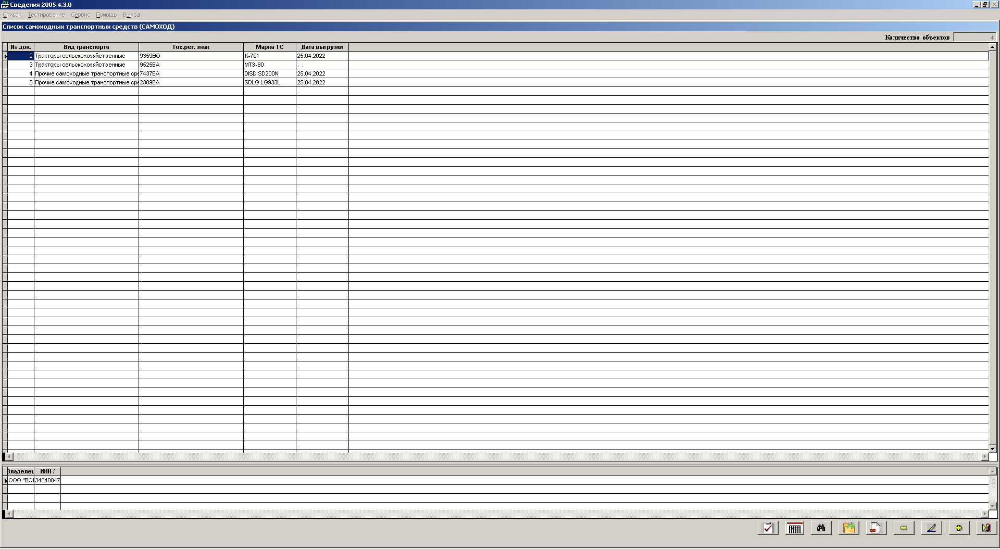 Сведения 2005 4.3.0
Список Тестирование Сервис Помощь Выход
Список самоходных транспортных средств (САМОХОД)
Количество объектов 4
№ док. Вид транспорта Гос.рег. знак Марка ТС Дата выгрузки
2 Тракторы сельскохозяйственные 9359ВО К-701 25.04.2022
3 Тракторы сельскохозяйственные 9525ЕА МТЗ-80 . .
4 Прочие самоходные транспортные сре 7437ЕА DISD SD200N 25.04.2022
5 Прочие самоходные транспортные сре 2309ЕА SDLG LG933L 25.04.2022
Владелец ИНН /
ООО "ВО 34040047